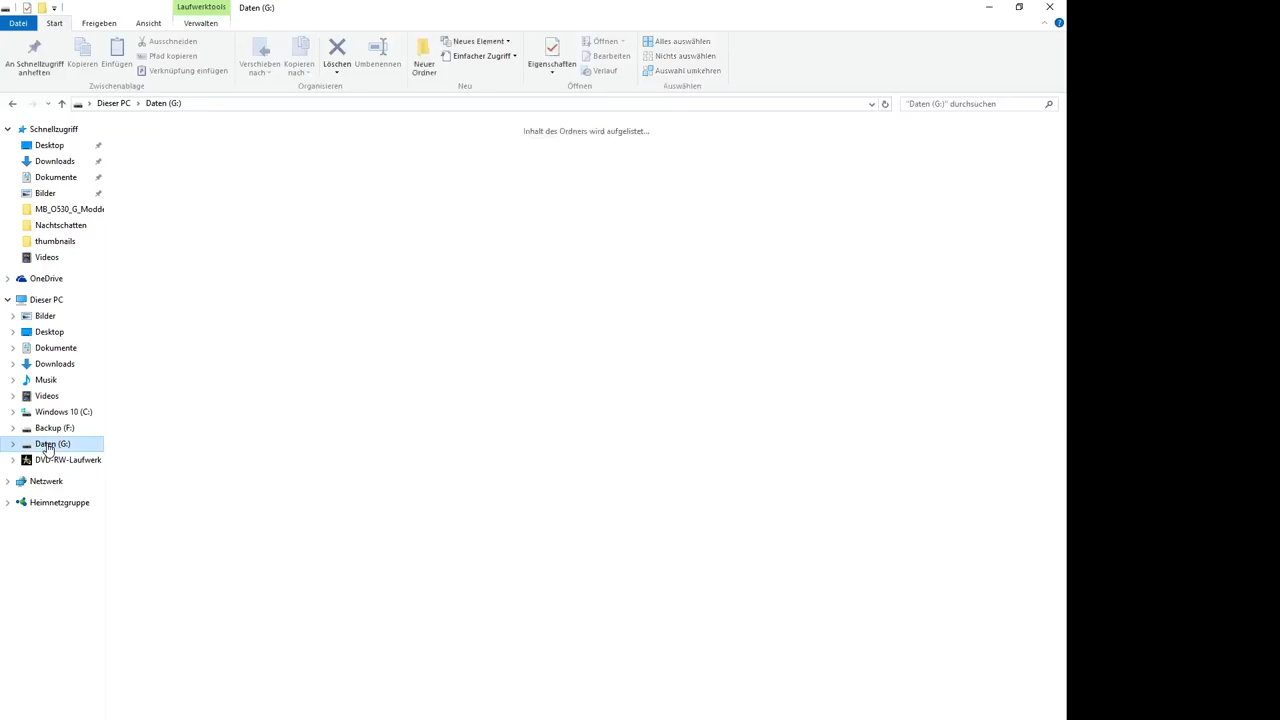 Laufwerktools
Daten (G:)
Datei
Start
Freigeben
Ansicht
Verwalten
An Schnellzugriff
anheften
Kopieren
Einfügen
Ausschneiden
Pfad kopieren
Verknüpfung einfügen
Zwischenablage
Verschieben
nach
Kopieren
nach
Löschen
Umbenennen
Organisieren
Neuer
Ordner
Neues Element
Einfacher Zugriff
Neu
Eigenschaften
Öffnen
Bearbeiten
Verlauf
Öffnen
Alles auswählen
Nichts auswählen
Auswahl umkehren
Auswählen
Dieser PC > Daten (G:)
"Daten (G:)" durchsuchen
Inhalt des Ordners wird aufgelistet...
Schnellzugriff
Desktop
Downloads
Dokumente
Bilder
MB_O530_G_Modde
Nachtschatten
thumbnails
Videos
OneDrive
Dieser PC
Bilder
Desktop
Dokumente
Downloads
Musik
Videos
Windows 10 (C:)
Backup (F:)
Daten (G:)
DVD-RW-Laufwerk
Netzwerk
Heimnetzgruppe